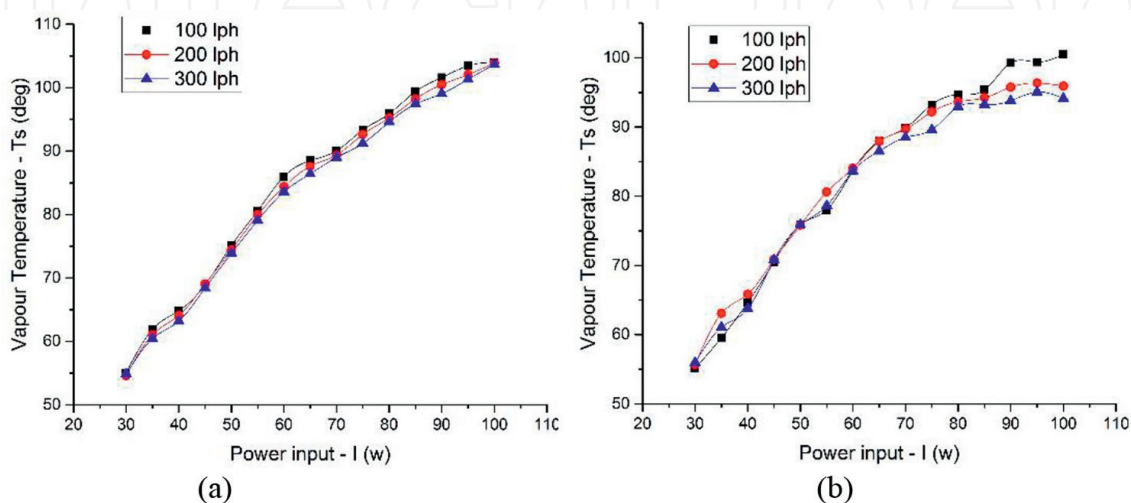 110
100
90
80
70
60
50
Vapour Temperature - Ts (deg)
100 lph
200 lph
300 lph
20 30 40 50 60 70 80 90 100 110
Power input - I (w)
(a)
100
90
80
70
60
50
Vapour Temperature - Ts (deg)
100 lph
200 lph
300 lph
20 30 40 50 60 70 80 90 100 110
Power input - I (w)
(b)